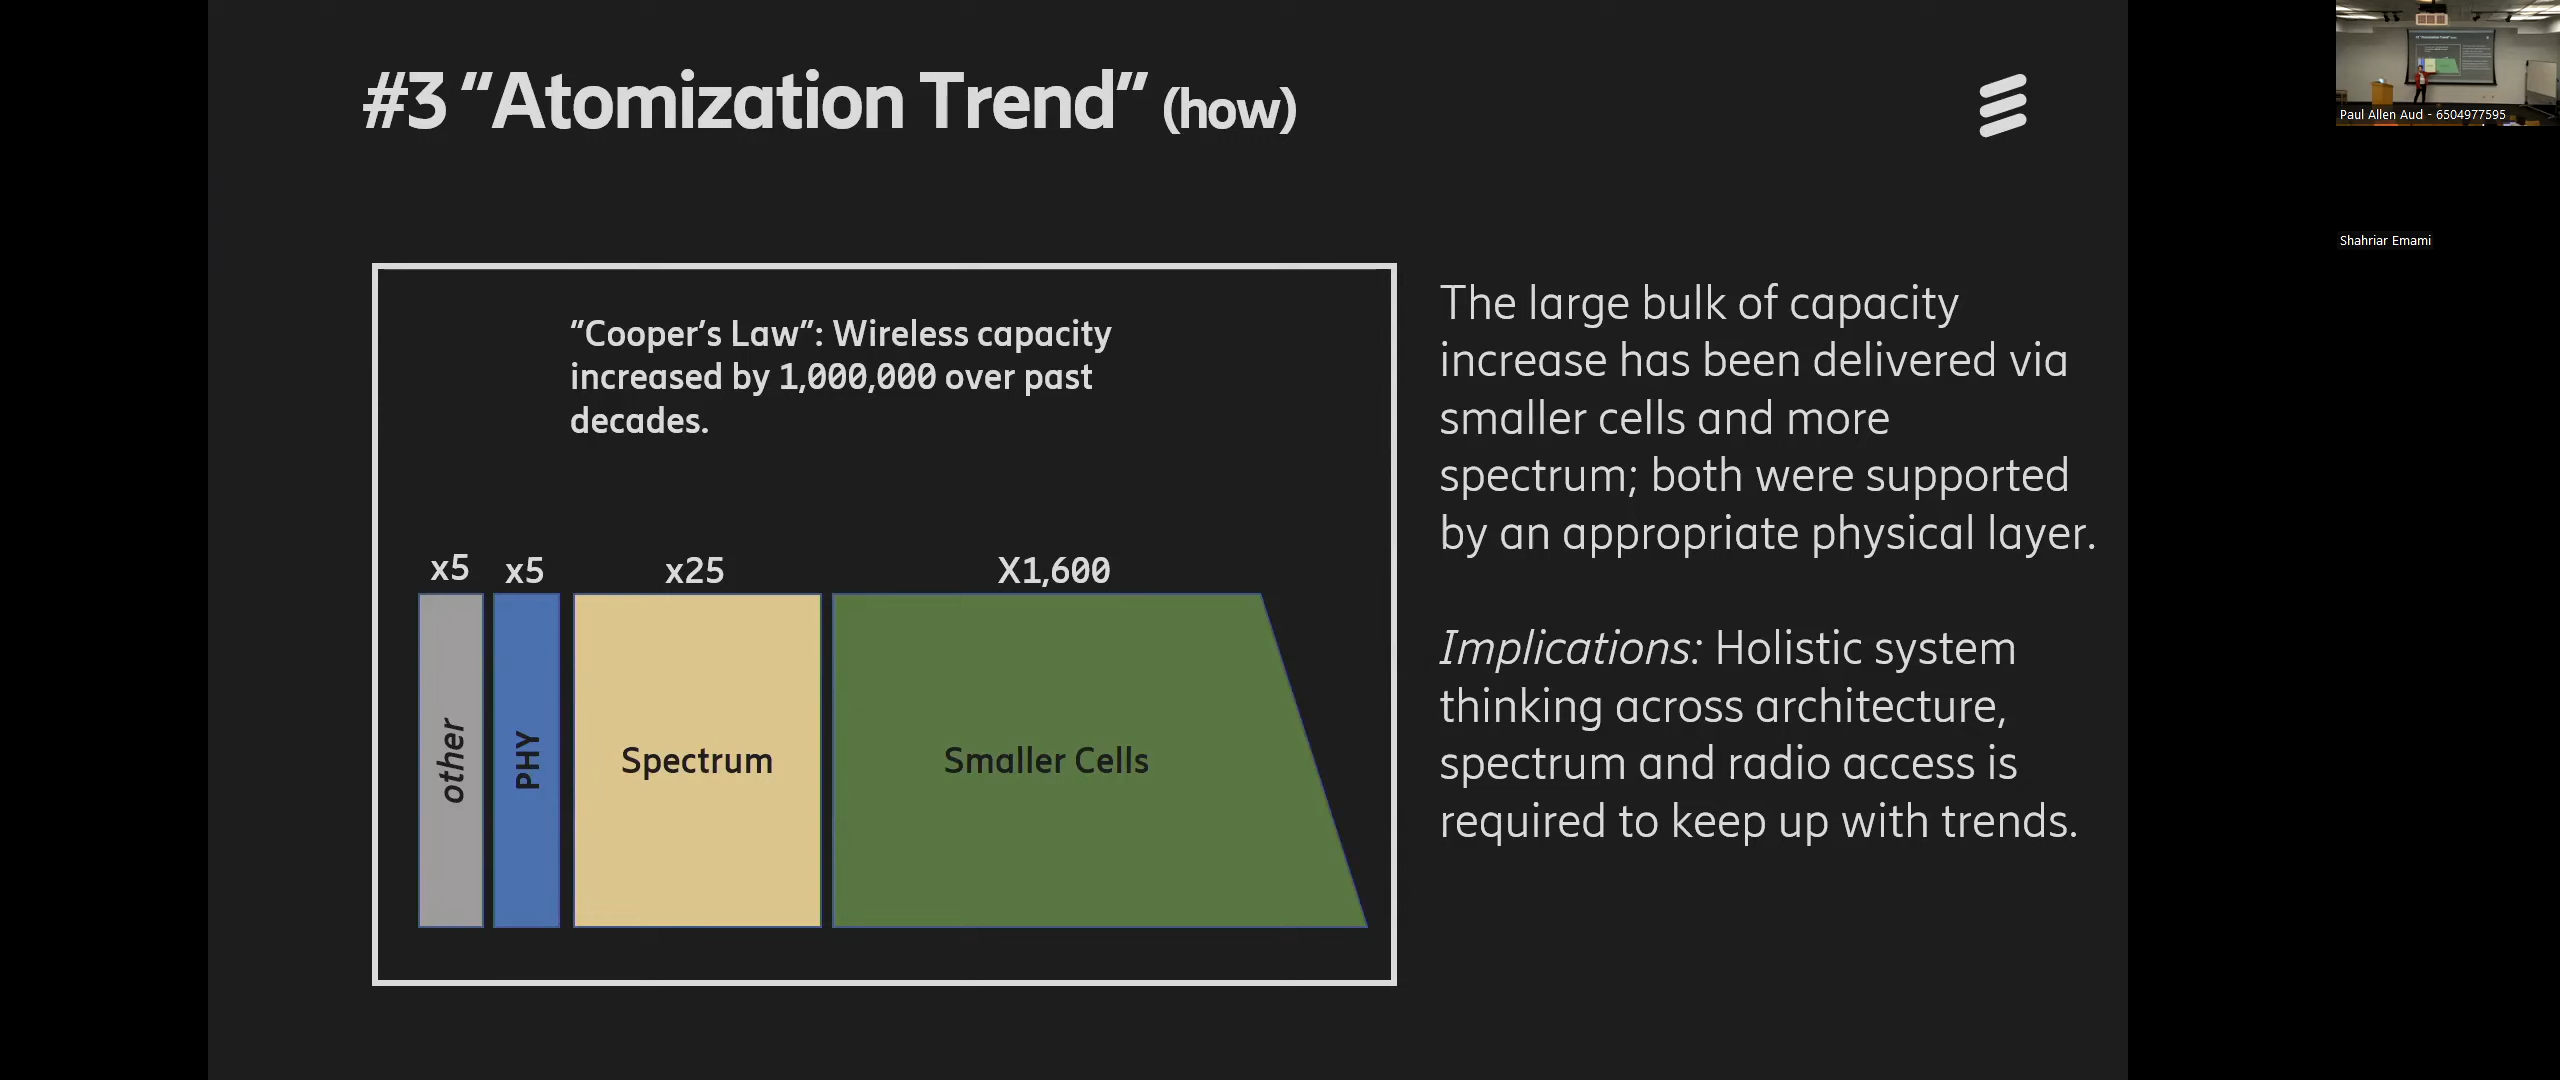 #3 “Atomization Trend” (how)
“Cooper’s Law”: Wireless capacity
increased by 1,000,000 over past
decades.
x5 x5 x25 X1,600
other PHY Spectrum Smaller Cells
The large bulk of capacity
increase has been delivered via
smaller cells and more
spectrum; both were supported
by an appropriate physical layer.
Implications: Holistic system
thinking across architecture,
spectrum and radio access is
required to keep up with trends.
Paul Allen Aud - 6504977595
Shahriar Emami